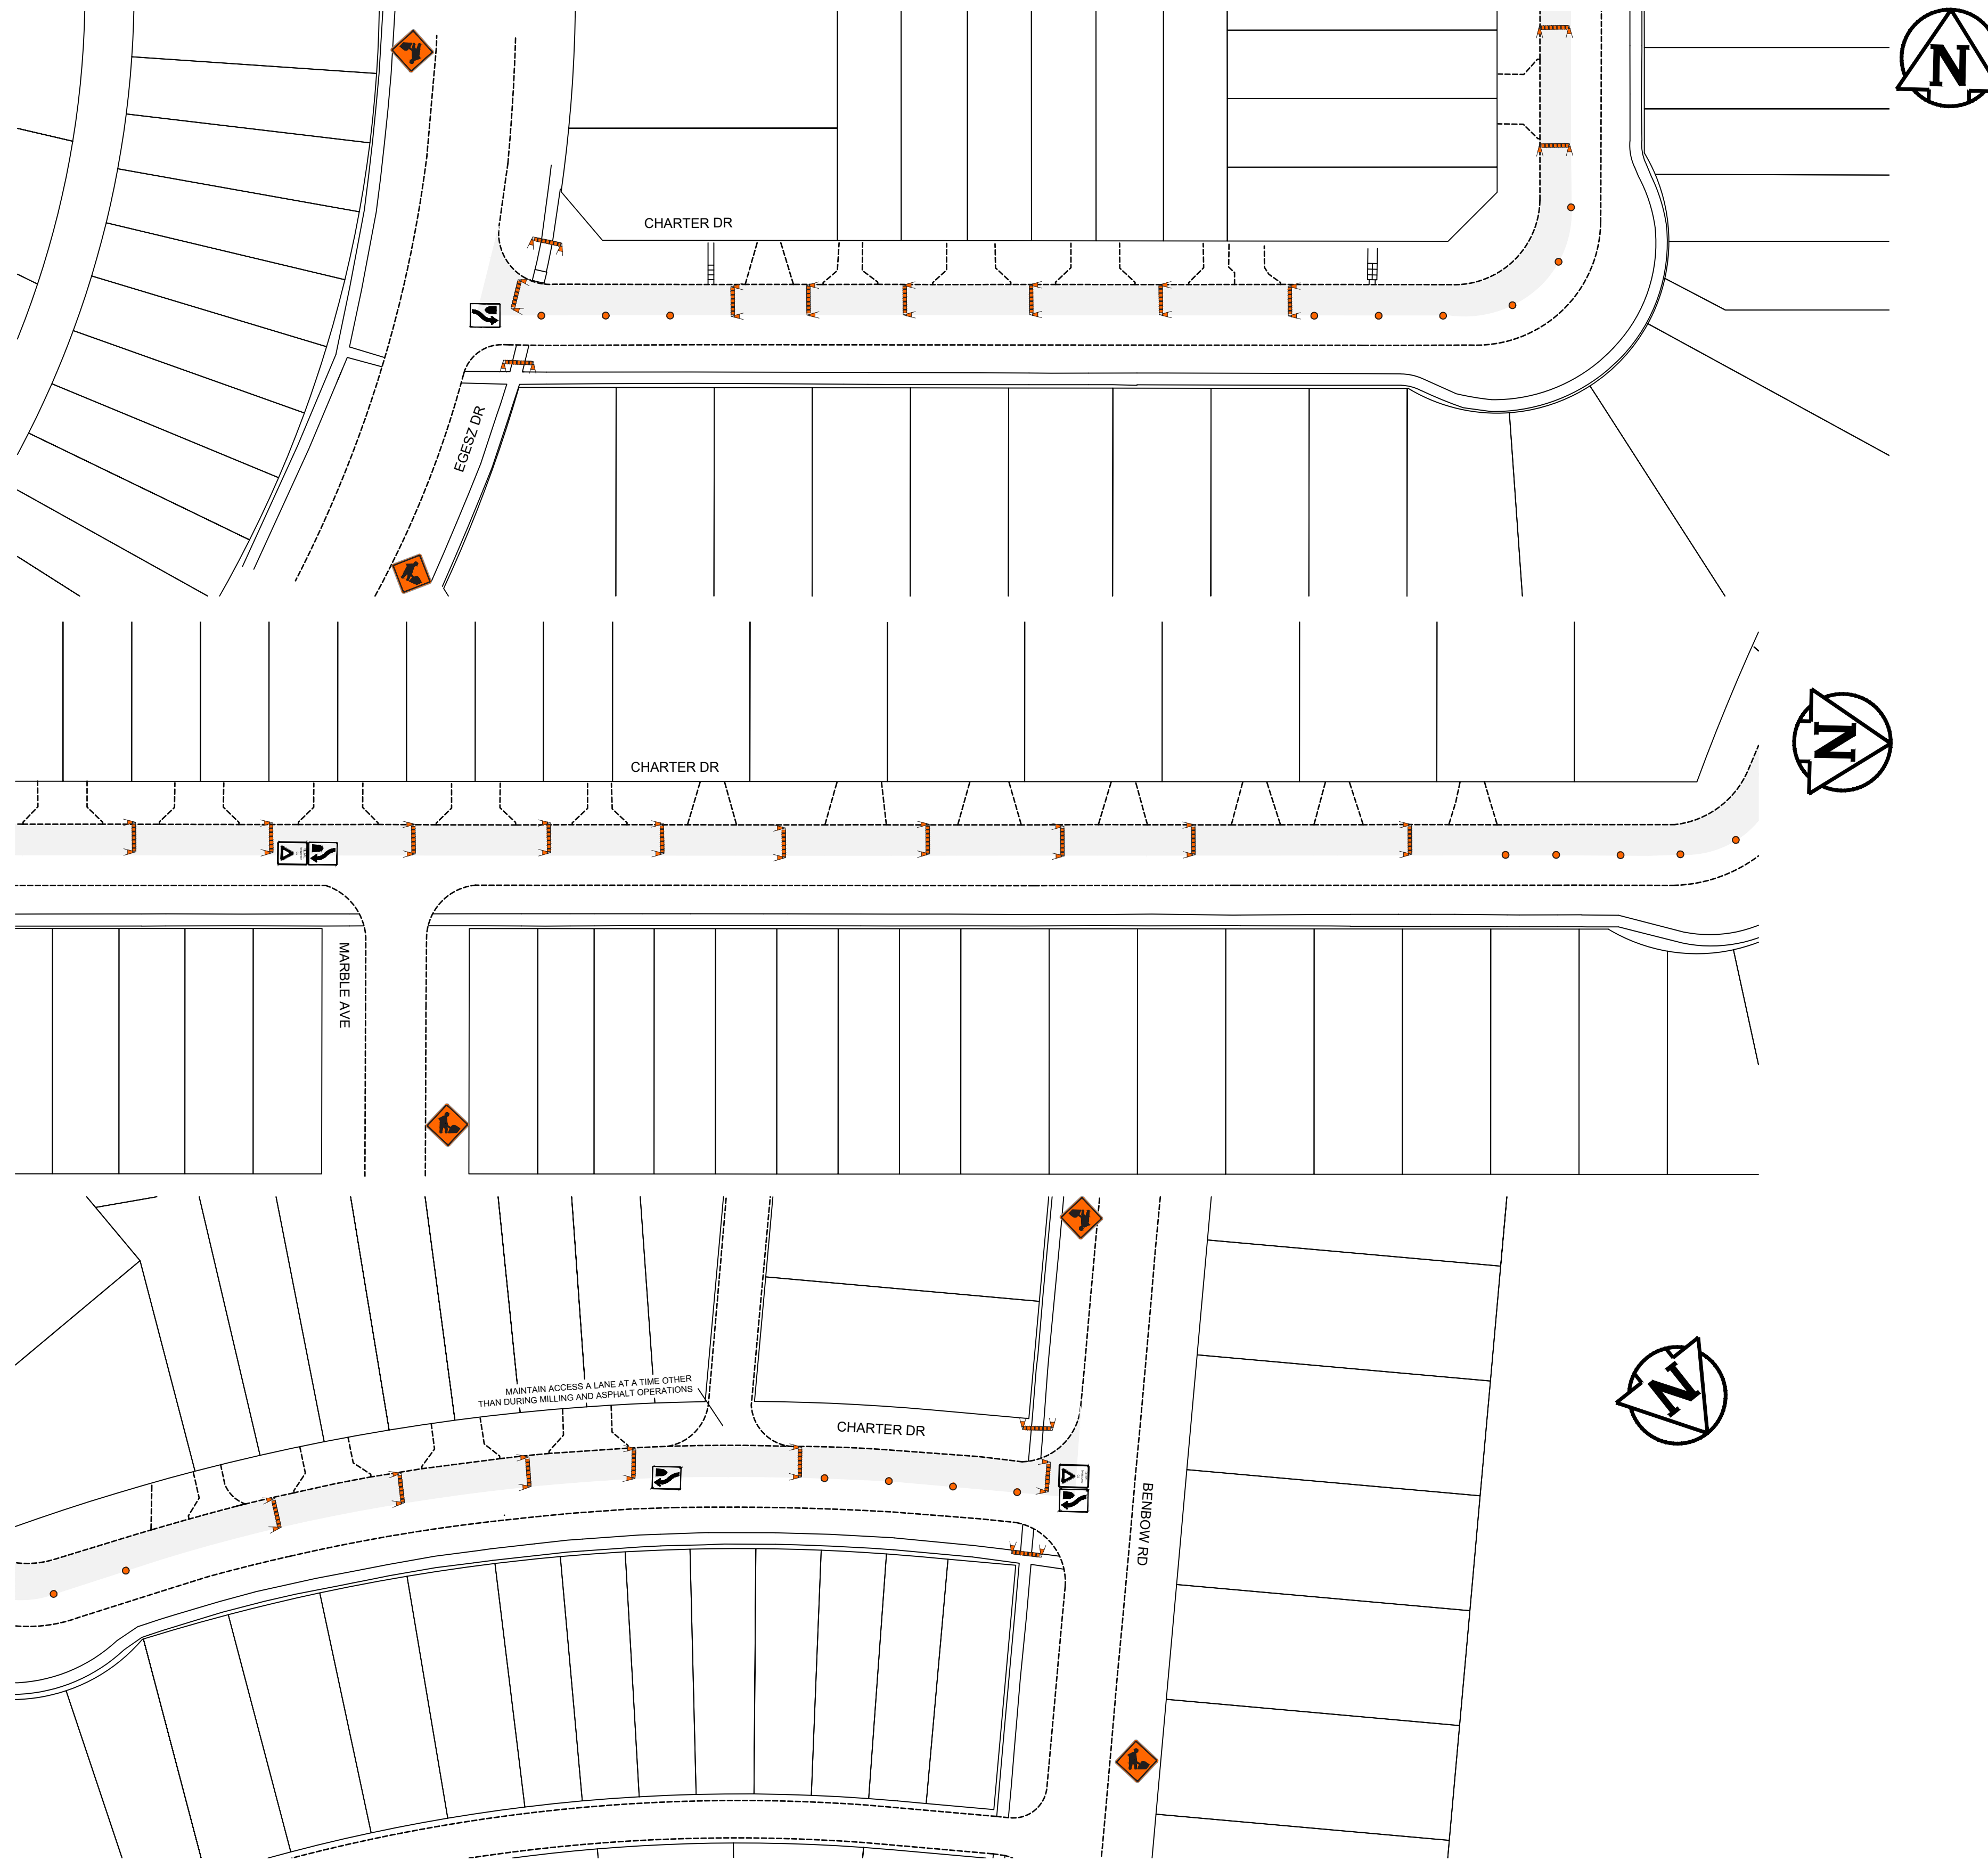 N
CHARTER DR
EGESZ DR
CHARTER DR
N
MARBLE AVE
MAINTAIN ACCESS A LANE AT A TIME OTHER
THAN DURING MILLING AND ASPHALT OPERATIONS
CHARTER DR
N
BENBOW RD